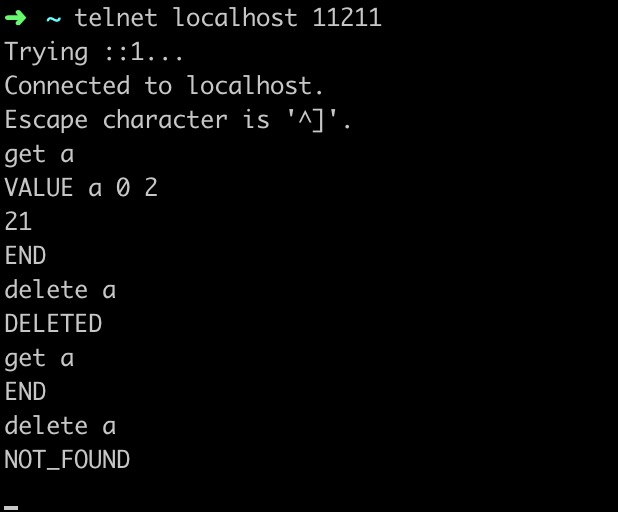 ➜ ~ telnet localhost 11211
Trying ::1...
Connected to localhost.
Escape character is '^]'.
get a
VALUE a 0 2
21
END
delete a
DELETED
get a
END
delete a
NOT_FOUND